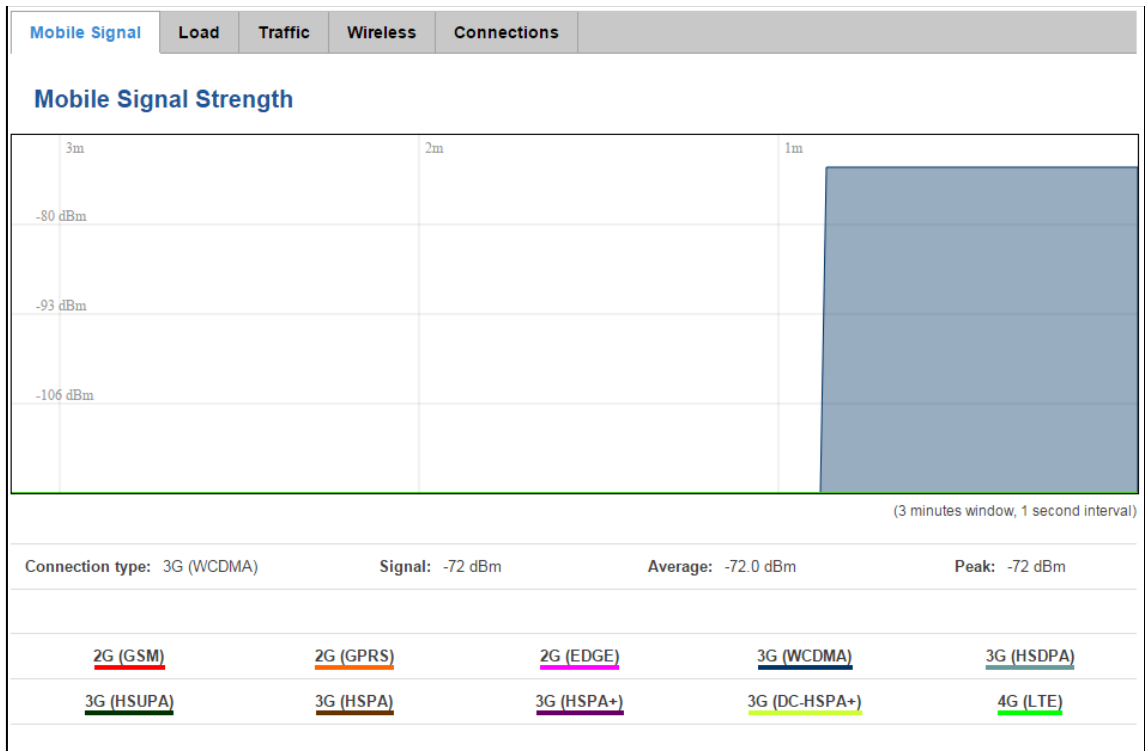 Mobile Signal Load Traffic Wireless Connections
Mobile Signal Strength
3m 2m 1m
-80 dBm
-93 dBm
-106 dBm
(3 minutes window, 1 second interval)
Connection type: 3G (WCDMA) Signal: -72 dBm Average: -72.0 dBm Peak: -72 dBm
2G (GSM) 2G (GPRS) 2G (EDGE) 3G (WCDMA) 3G (HSDPA)
3G (HSUPA) 3G (HSPA) 3G (HSPA+) 3G (DC-HSPA+) 4G (LTE)